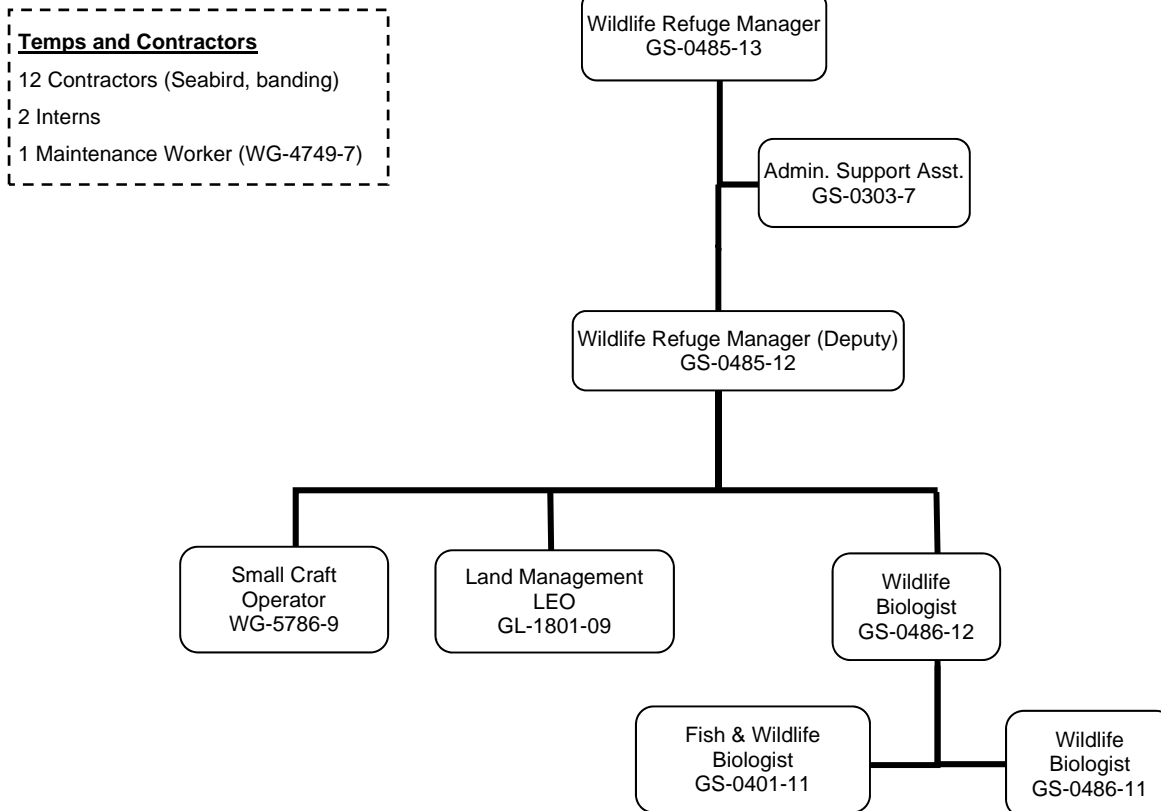 Temps and Contractors
12 Contractors (Seabird, banding)
2 Interns
1 Maintenance Worker (WG-4749-7)
Wildlife Refuge Manager
GS-0485-13
Admin. Support Asst.
GS-0303-7
Wildlife Refuge Manager (Deputy)
GS-0485-12
Small Craft
Operator
WG-5786-9
Land Management
LEO
GL-1801-09
Wildlife
Biologist
GS-0486-12
Fish & Wildlife
Biologist
GS-0401-11
Wildlife
Biologist
GS-0486-11